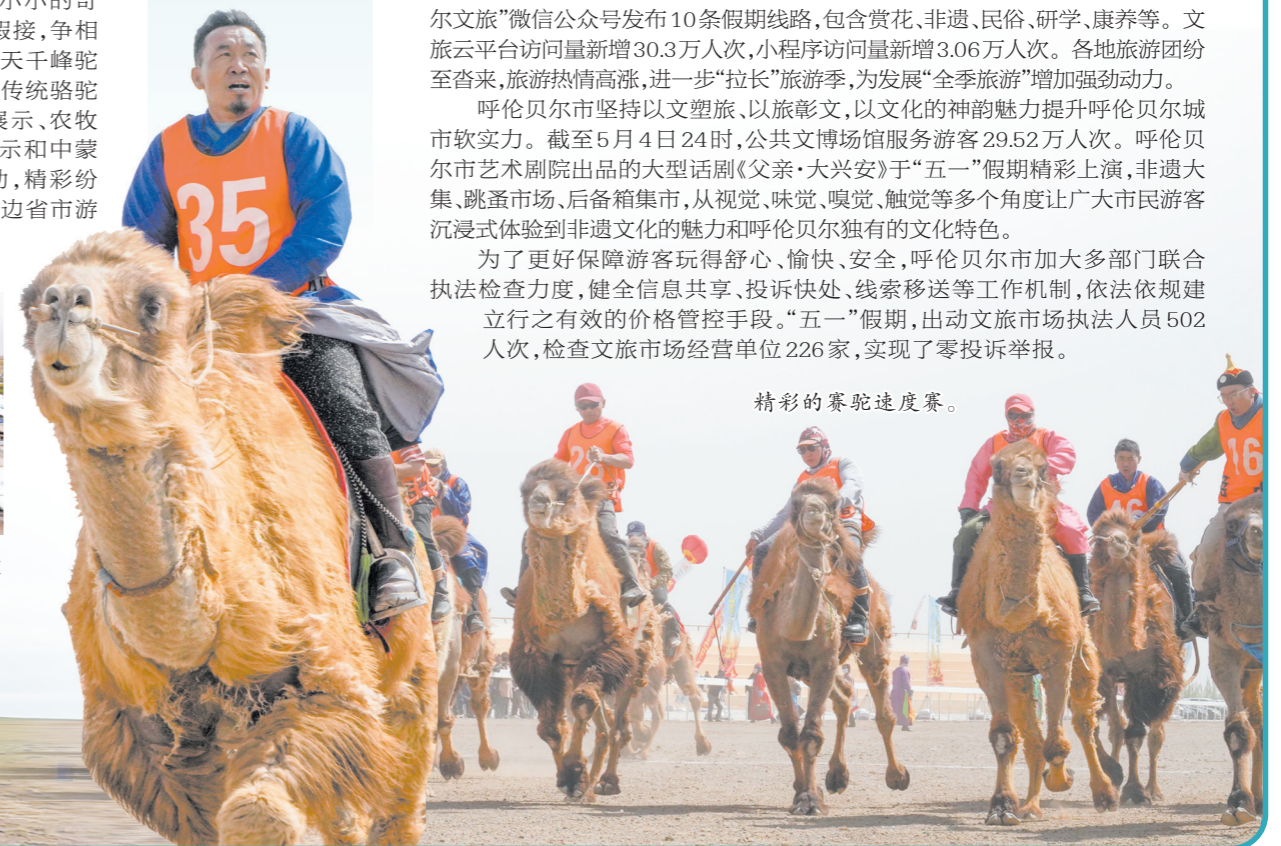 尔尔的奇
假接,争相
天千峰驼
传统骆驼
展示、农牧
示和中蒙
动,精彩纷
边省市游
尔文旅”微信公众号发布10条假期线路,包含赏花、非遗、民俗、研学、康养等。文
旅云平台访问量新增30.3万人次,小程序访问量新增3.06万人次。各地旅游团纷
至沓来,旅游热情高涨,进一步“拉长”旅游季,为发展“全季旅游”增加强劲动力。
呼伦贝尔市坚持以文塑旅、以旅彰文,以文化的神韵魅力提升呼伦贝尔城
市软实力。截至5月4日24时,公共文博场馆服务游客29.52万人次。呼伦贝
尔市艺术剧院出品的大型话剧《父亲·大兴安》于“五一”假期精彩上演,非遗大
集、跳蚤市场、后备箱集市,从视觉、味觉、嗅觉、触觉等多个角度让广大市民游客
沉浸式体验到非遗文化的魅力和呼伦贝尔独有的文化特色。
为了更好保障游客玩得舒心、愉快、安全,呼伦贝尔市加大多部门联合
执法检查力度,健全信息共享、投诉快处、线索移送等工作机制,依法依规建
立行之有效的价格管控手段。“五一”假期,出动文旅市场执法人员502
人次,检查文旅市场经营单位226家,实现了零投诉举报。
精彩的赛驼速度赛。
35
16